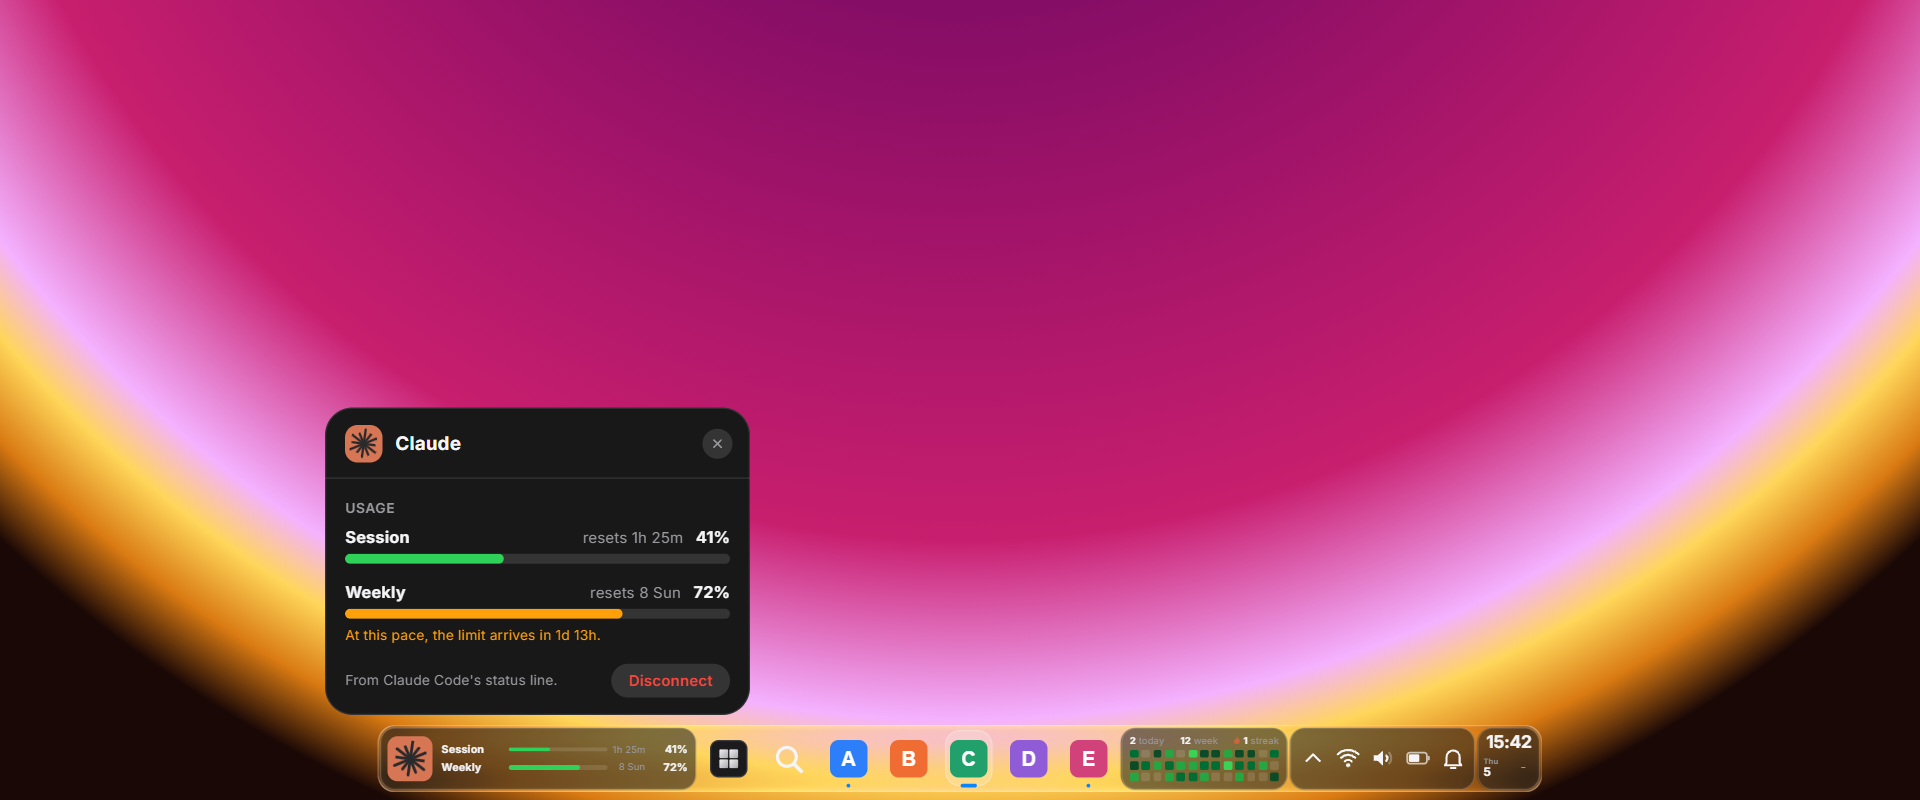 Claude
USAGE
Session resets 1h 25m 41%
Weekly resets 8 Sun 72%
At this pace, the limit arrives in 1d 13h.
From Claude Code's status line. Disconnect
Session 1h 25m 41%
Weekly 8 Sun 72%
A B C D E
2 today 12 week 1 streak
15:42
Thu
5